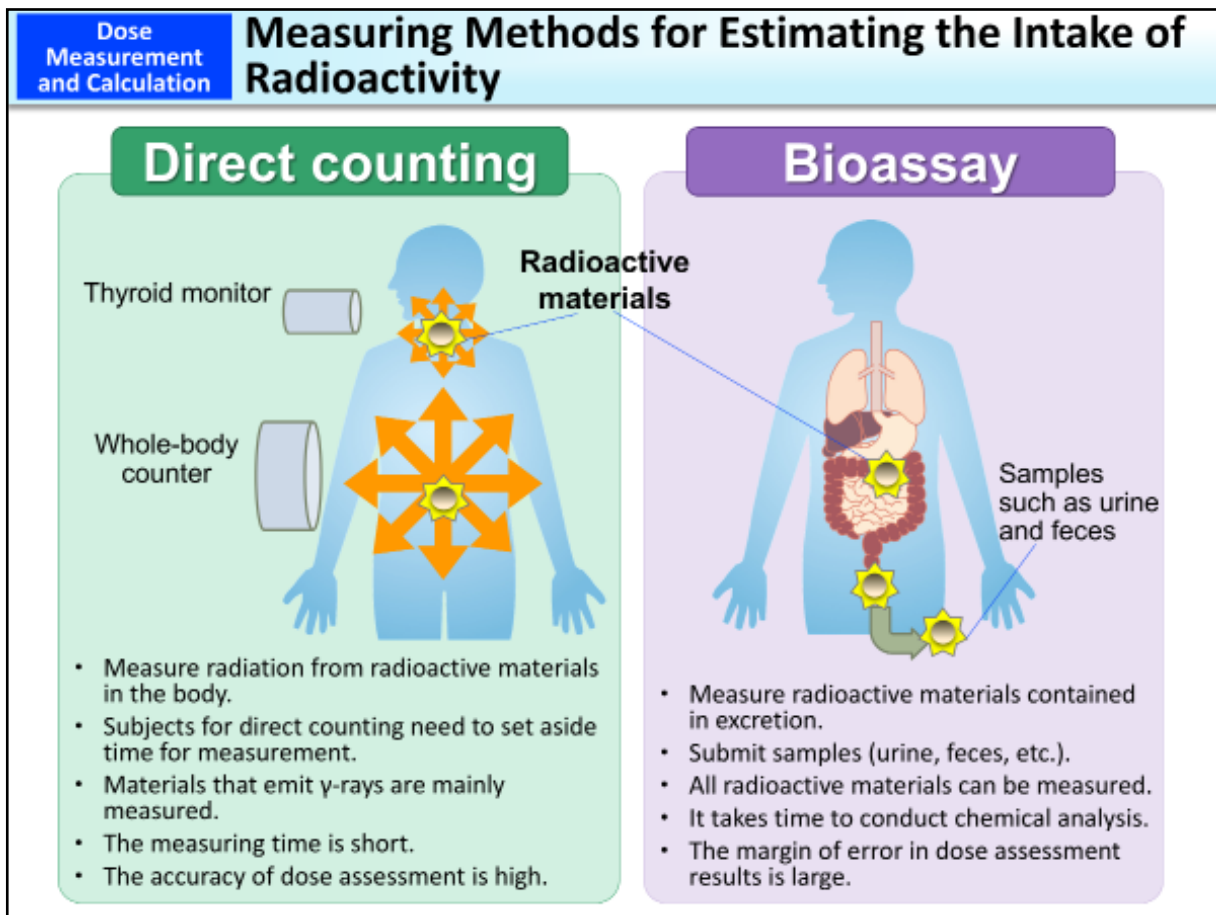 Dose
Measurement
and Calculation
Measuring Methods for Estimating the Intake of
Radioactivity
Direct counting
Thyroid monitor
Whole-body
counter
Radioactive
materials
• Measure radiation from radioactive materials
in the body.
• Subjects for direct counting need to set aside
time for measurement.
• Materials that emit γ-rays are mainly
measured.
• The measuring time is short.
• The accuracy of dose assessment is high.
Bioassay
Samples
such as urine
and feces
• Measure radioactive materials contained
in excretion.
• Submit samples (urine, feces, etc.).
• All radioactive materials can be measured.
• It takes time to conduct chemical analysis.
• The margin of error in dose assessment
results is large.